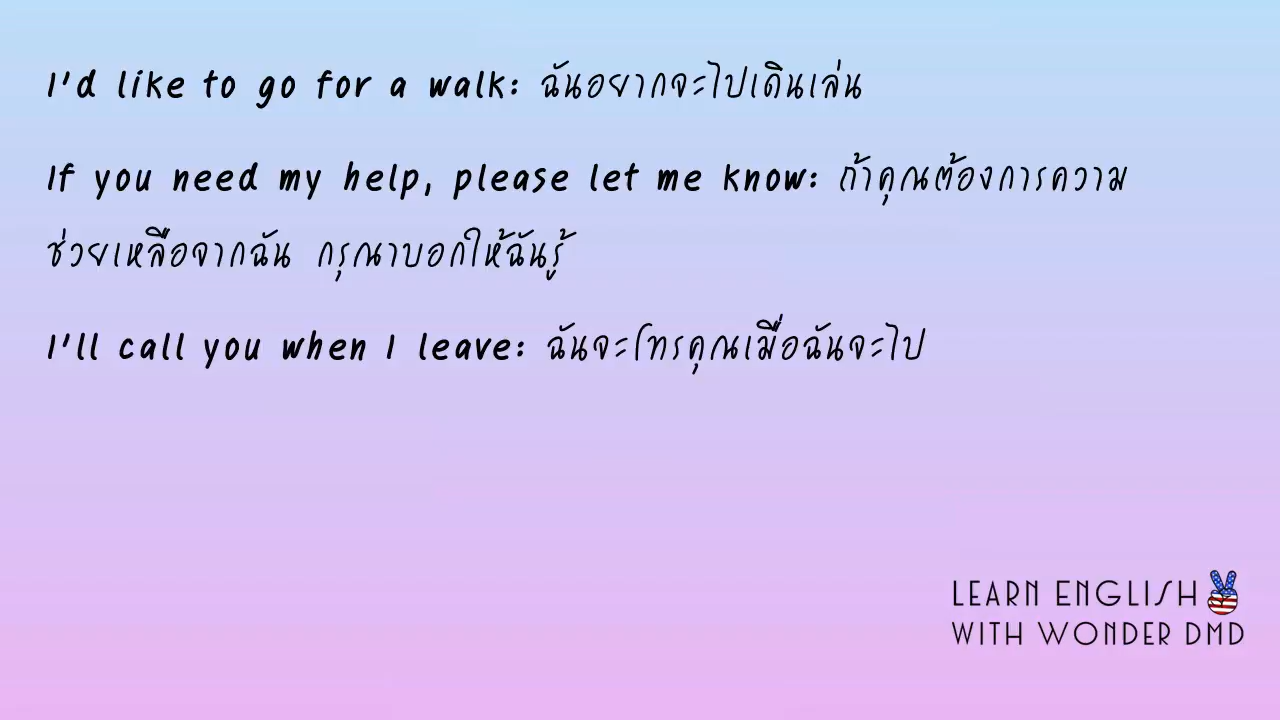 I'd like to go for a walk: ฉันอยากจะไปเดินเล่น
If you need my help, please let me know: ถ้าคุณต้องการความ
ช่วยเหลือจากฉัน กรุณาบอกให้ฉันรู้
I'll call you when I leave: ฉันจะโทรคุณเมื่อฉันจะไป
LEARN ENGLISH
WITH WONDER DMD